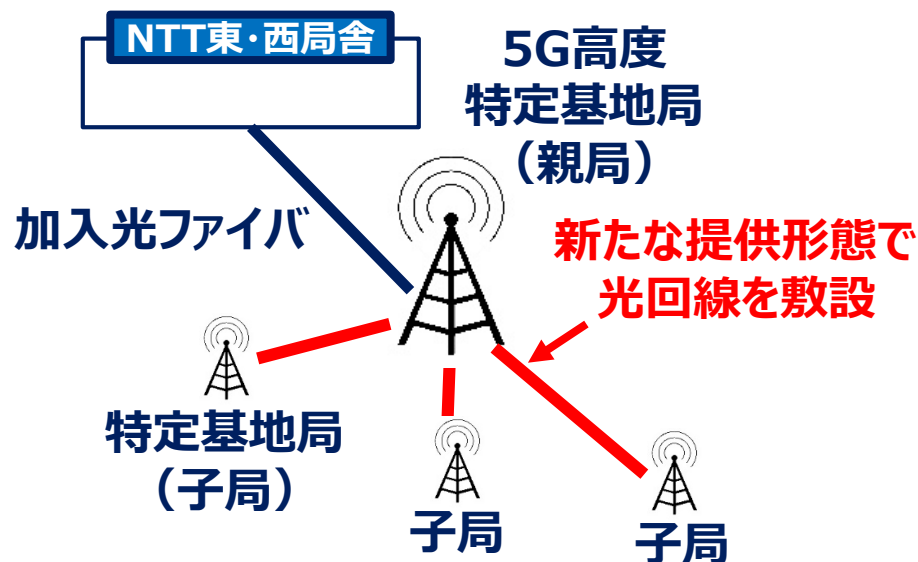 NTT東・西局舎
5G高度
特定基地局
（親局）
加入光ファイバ
新たな提供形態で
光回線を敷設
特定基地局
（子局）
子局
子局